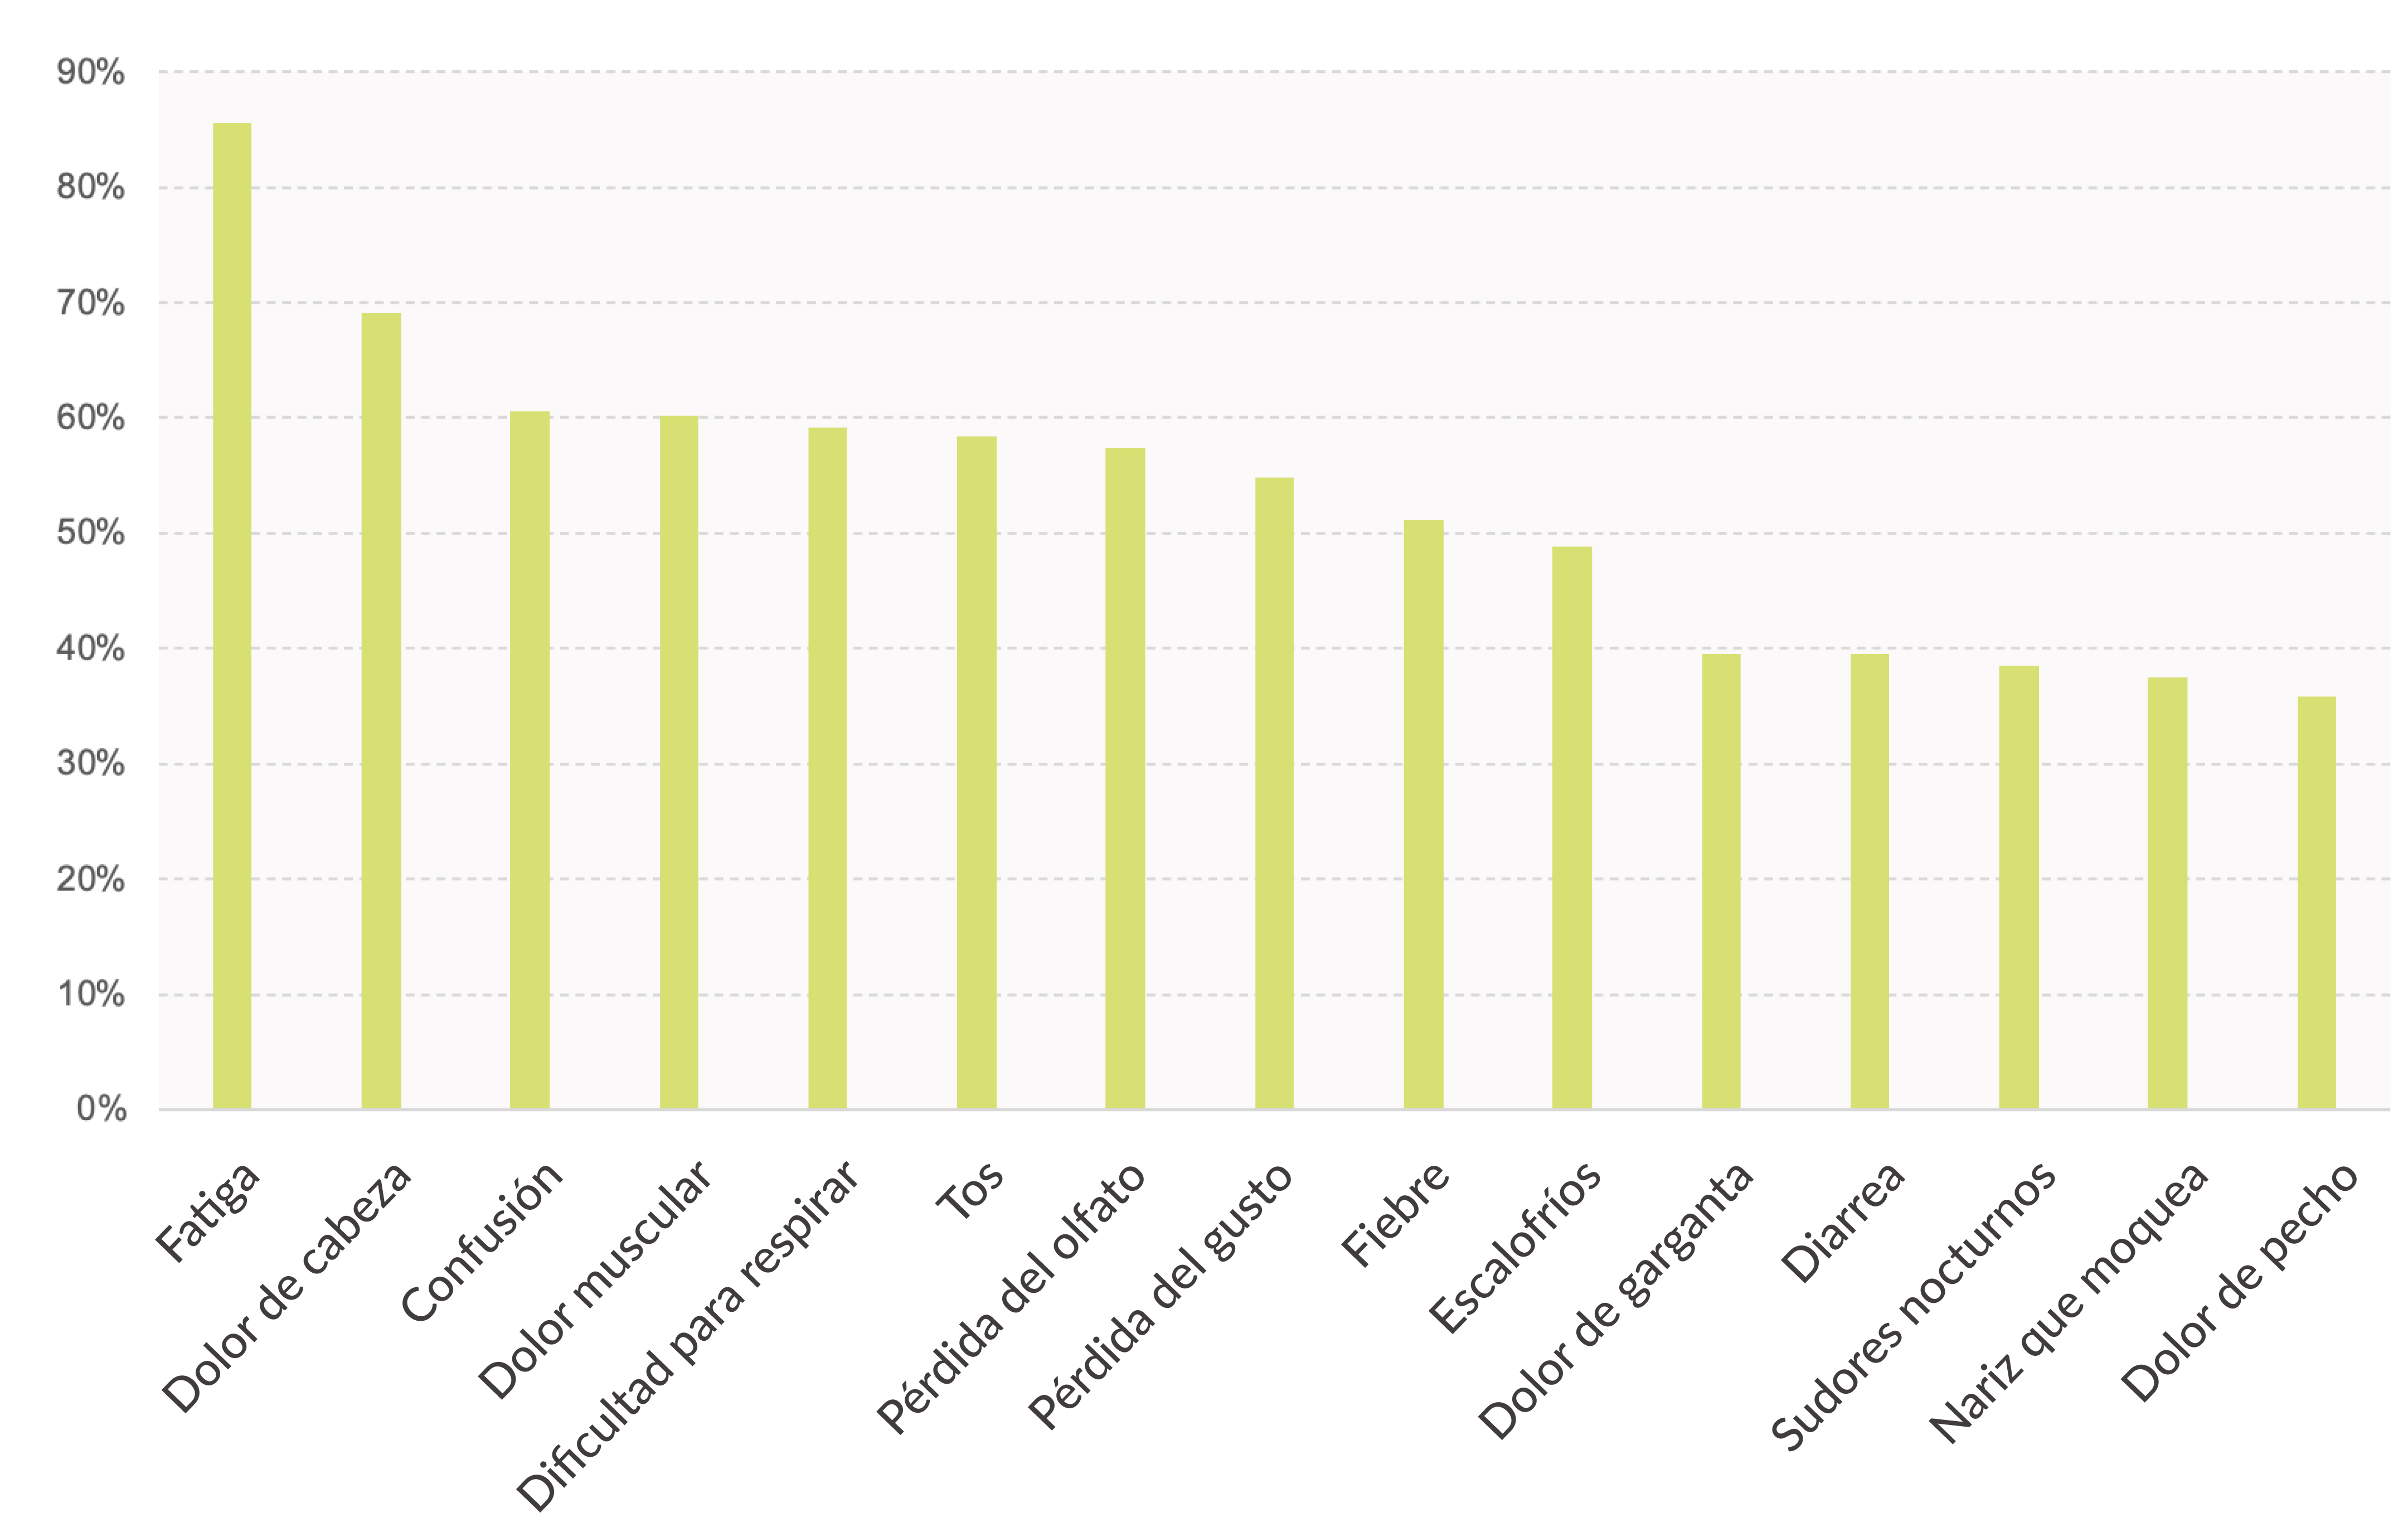 90%
80%
70%
60%
50%
40%
30%
20%
10%
0%
Fatiga
Dolor de cabeza
Confusión
Dolor muscular
Dificultad para respirar
Tos
Pérdida del olfato
Pérdida del gusto
Fiebre
Escalofríos
Dolor de garganta
Diarrea
Sudores nocturnos
Nariz que moquea
Dolor de pecho